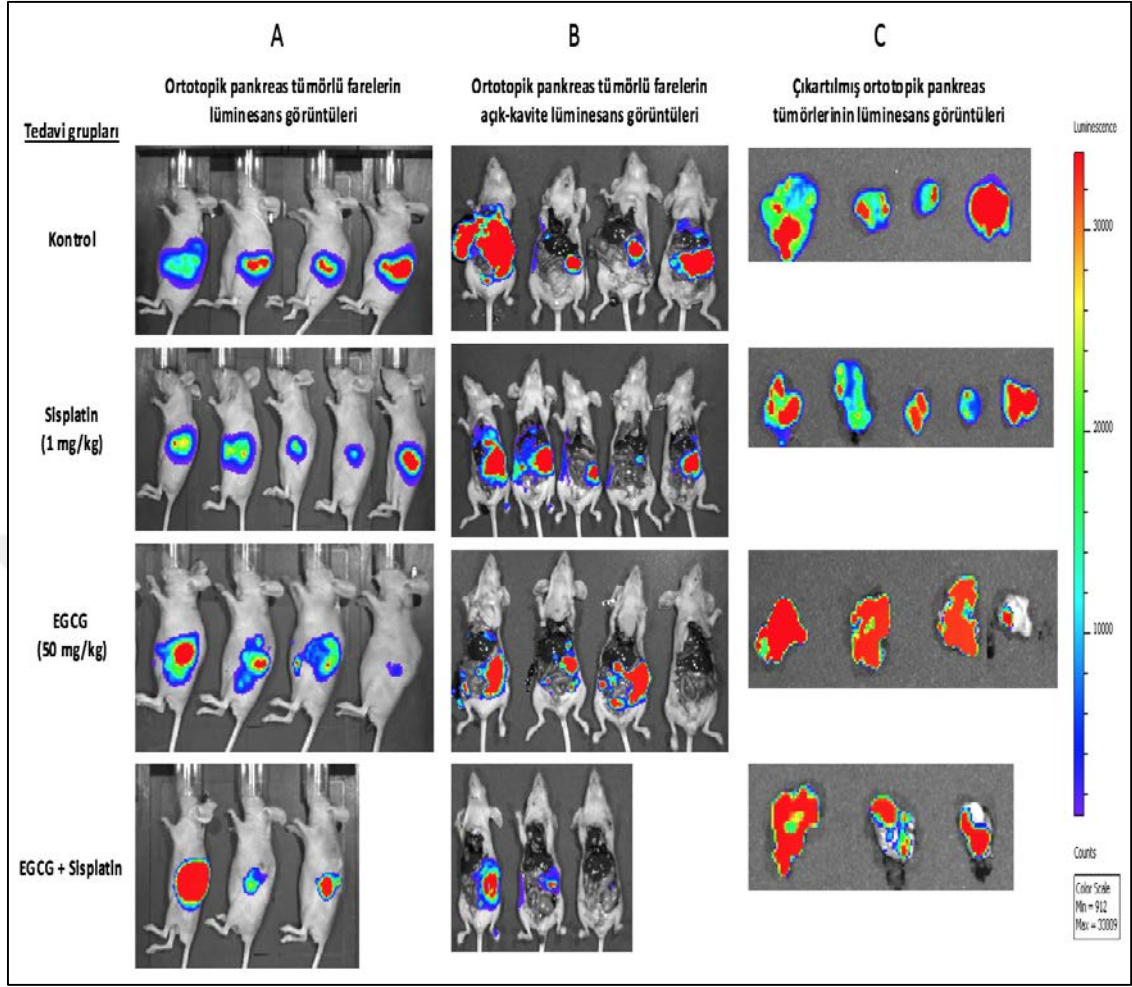 A
B
C
Ortotopik pankreas tümörlü farelerin
lüminesans görüntüleri
Ortotopik pankreas tümörlü farelerin
açık-kavite lüminesans görüntüleri
Çıkartılmış ortotopik pankreas
tümörlerinin lüminesans görüntüleri
Tedavi grupları
Kontrol
Sisplatin
(1 mg/kg)
EGCG
(50 mg/kg)
EGCG + Sisplatin
Luminescence
30000
20000
10000
Counts
Color Scale
Min = 912
Max = 33809